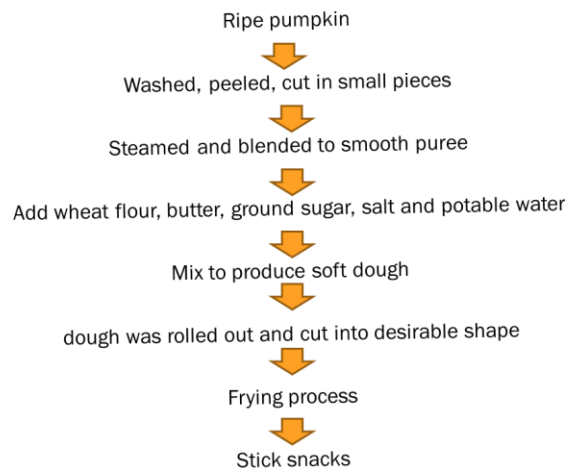 Ripe pumpkin
Washed, peeled, cut in small pieces
Steamed and blended to smooth puree
Add wheat flour, butter, ground sugar, salt and potable water
Mix to produce soft dough
dough was rolled out and cut into desirable shape
Frying process
Stick snacks